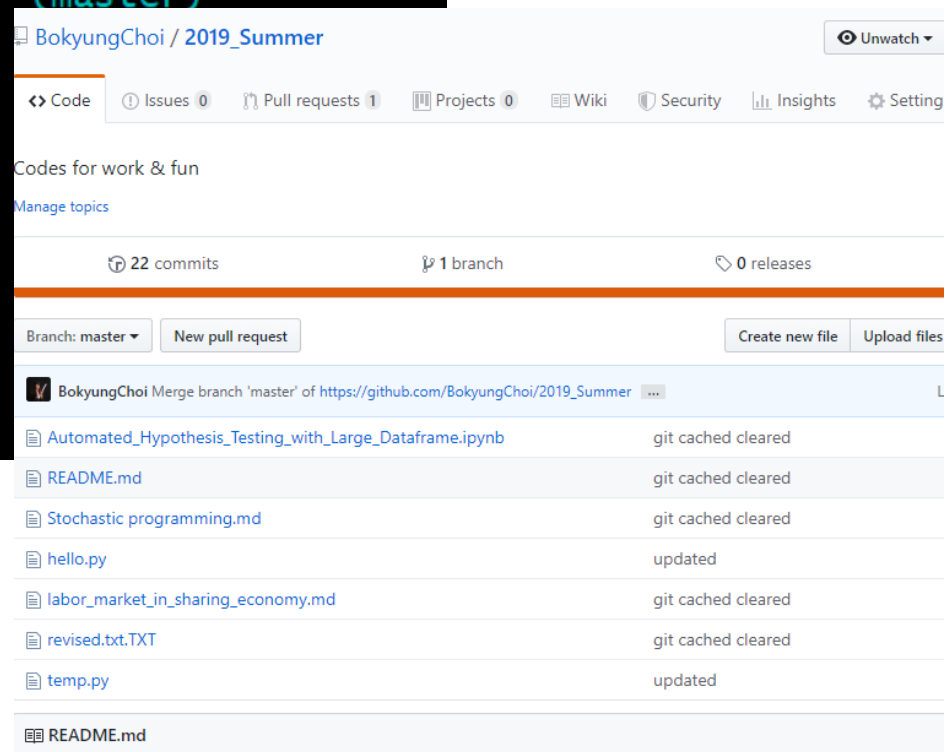 (master)
BokyungChoi / 2019_Summer
Unwatch
Code Issues 0 Pull requests 1 Projects 0 Wiki Security Insights Setting
Codes for work & fun
Manage topics
22 commits 1 branch 0 releases
Branch: master New pull request Create new file Upload files
BokyungChoi Merge branch 'master' of https://github.com/BokyungChoi/2019_Summer ... L
Automated_Hypothesis_Testing_with_Large_Dataframe.ipynb git cached cleared
README.md git cached cleared
Stochastic programming.md git cached cleared
hello.py updated
labor_market_in_sharing_economy.md git cached cleared
revised.txt.TXT git cached cleared
temp.py updated
README.md